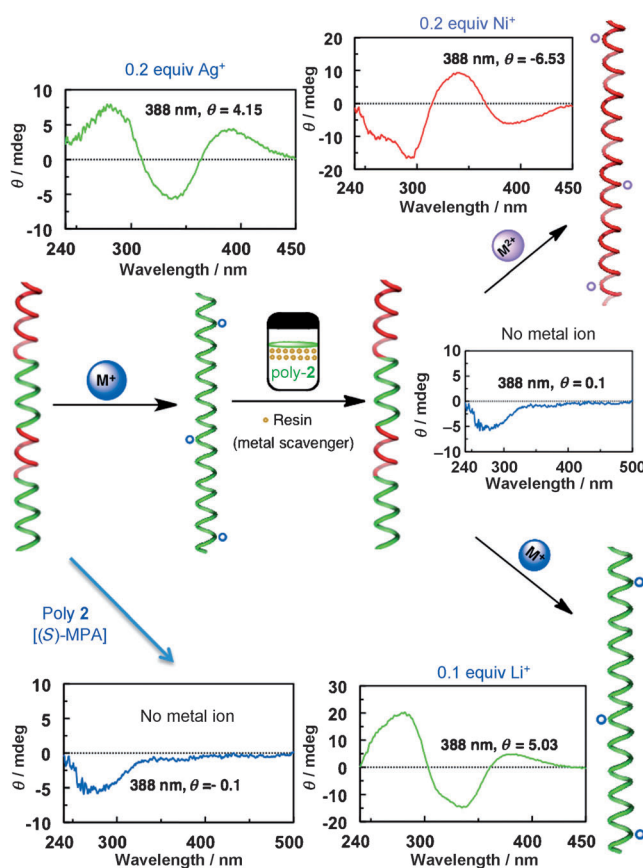 0.2 equiv Ag⁺
10
5
0
-5
-10
θ / mdeg
388 nm, θ = 4.15
240 300 400 450
Wavelength / nm
0.2 equiv Ni⁺
20
10
0
-10
-20
θ / mdeg
388 nm, θ = -6.53
240 300 400 450
Wavelength / nm
M²⁺
M⁺
poly-2
Resin
(metal scavenger)
No metal ion
10
5
0
–5
–10
θ / mdeg
388 nm, θ = 0.1
240 300 400 500
Wavelength / nm
M⁺
Poly 2
[(S)-MPA]
10
5
0
-5
-10
θ / mdeg
No metal ion
388 nm, θ =- 0.1
240 300 400 500
Wavelength / nm
0.1 equiv Li⁺
30
20
10
0
-10
-20
θ / mdeg
388 nm, θ = 5.03
240 300 400 450
Wavelength / nm